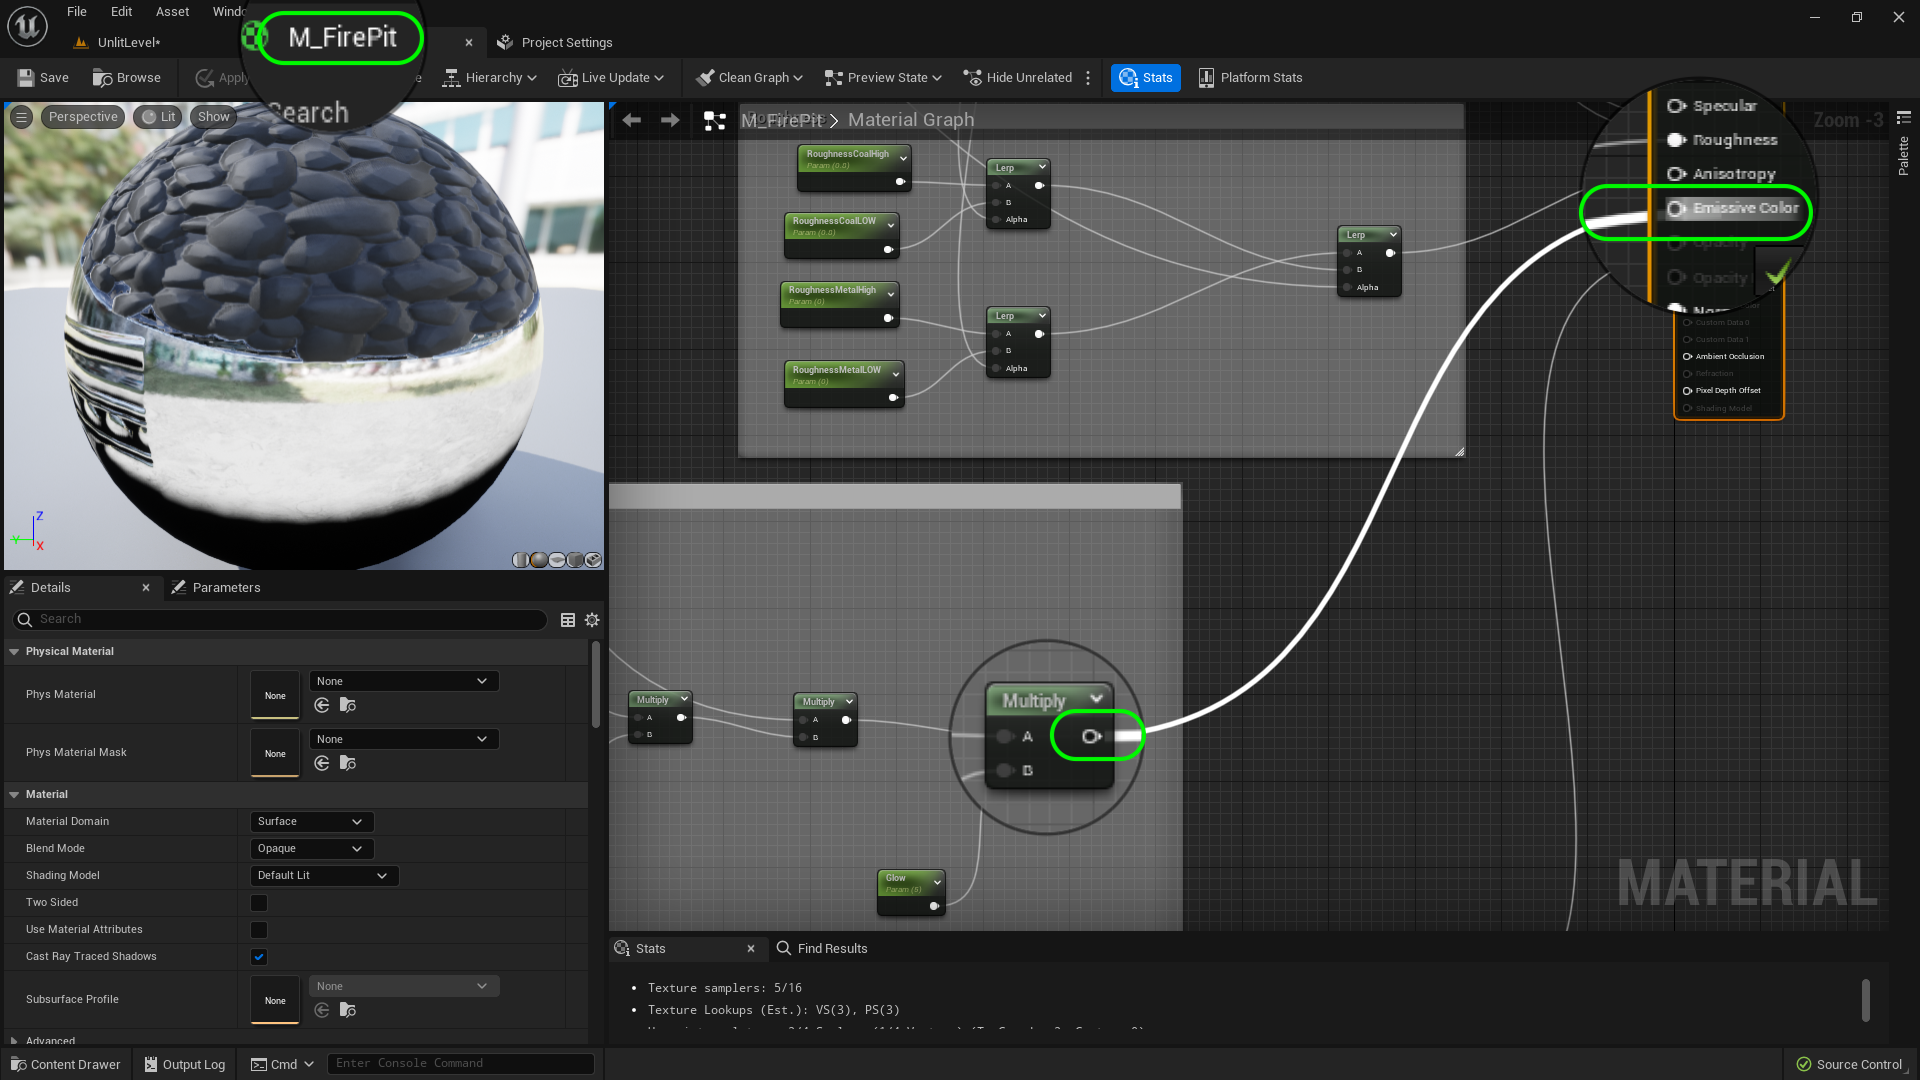 File Edit Asset
UnlitLevel*
M_FirePit
Project Settings
Save
Browse
Hierarchy
Live Update
Clean Graph
Preview State
Hide Unrelated
Stats
Platform Stats
Search
Perspective
Lit
Show
M_FirePit > Material Graph
Zoom -3
Palette
RoughnessCoalHigh
Param (0.8)
RoughnessCoalLOW
Param (0.8)
RoughnessMetalHigh
Param (0)
RoughnessMetalLOW
Param (0)
Lerp
A
B
Alpha
Lerp
A
B
Alpha
Lerp
A
B
Alpha
Specular
Roughness
Anisotropy
Emissive Color
Opacity
Opacity
Custom Data 0
Custom Data 1
Ambient Occlusion
Refraction
Pixel Depth Offset
Shading Model
Z
Y
X
Details
Parameters
Search
Physical Material
Phys Material
None
None
Phys Material Mask
None
None
Material
Material Domain
Surface
Blend Mode
Opaque
Shading Model
Default Lit
Two Sided
Use Material Attributes
Cast Ray Traced Shadows
Subsurface Profile
None
None
Advanced
Multiply
A
B
Multiply
A
B
Multiply
A
B
Glow
Param (5)
MATERIAL
Stats
Find Results
• Texture samplers: 5/16
• Texture Lookups (Est.): VS(3), PS(3)
Content Drawer
Output Log
Cmd
Enter Console Command
Source Control